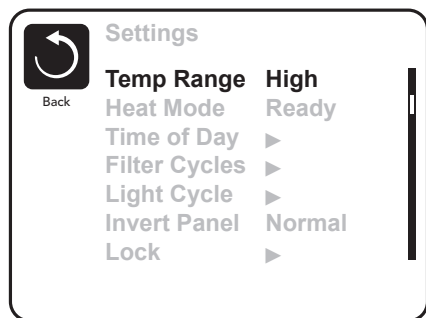 Settings
Back
Temp Range High
Heat Mode Ready
Time of Day ▶
Filter Cycles ▶
Light Cycle ▶
Invert Panel Normal
Lock ▶